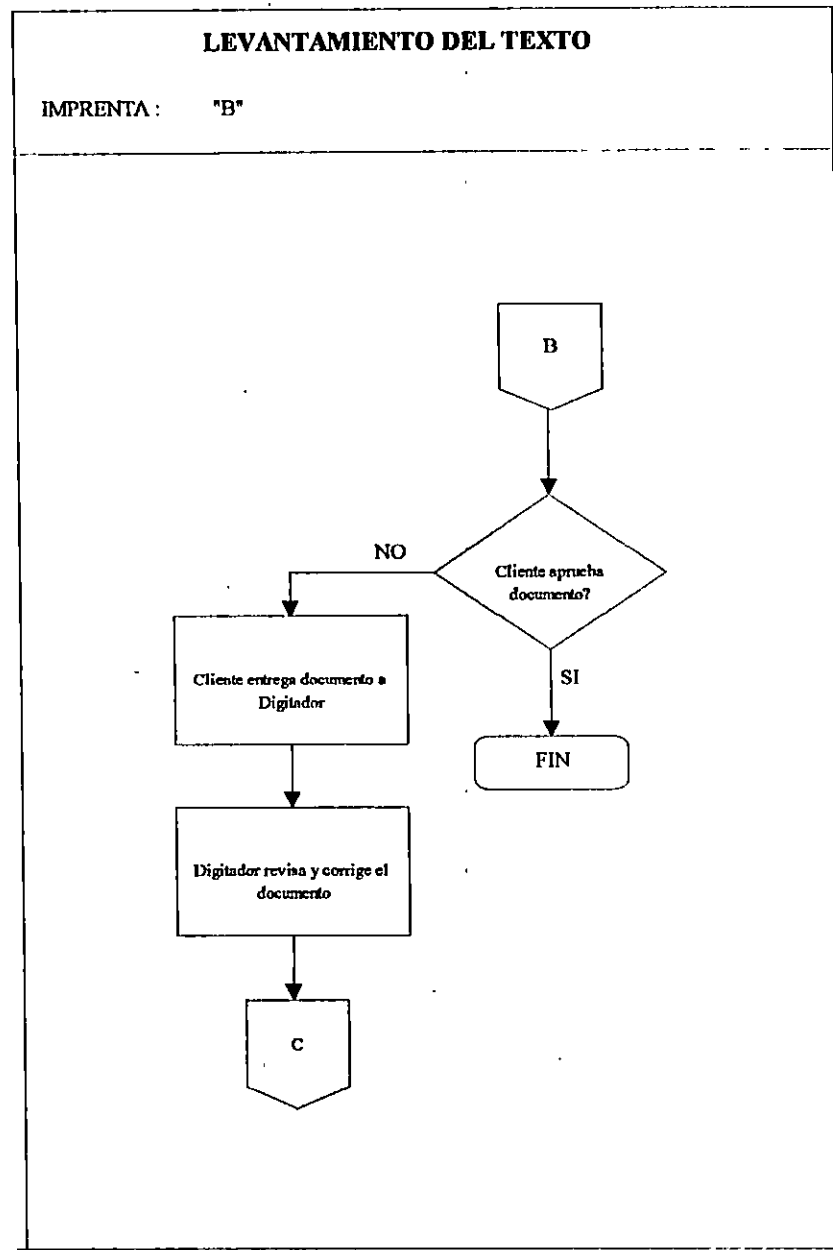 LEVANTAMIENTO DEL TEXTO
IMPRENTA : "B"
B
Cliente aprueba
documento?
NO
SI
Cliente entrega documento a
Digitador
FIN
Digitador revisa y corrige el
documento
C